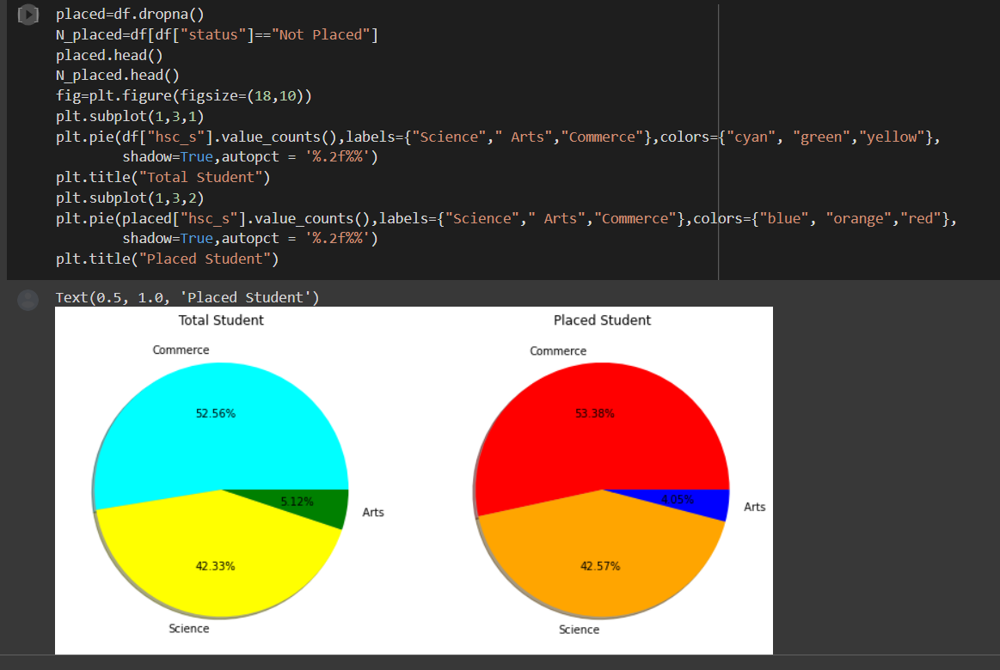 placed=df.dropna()
N_placed=df[df["status"]=="Not Placed"]
placed.head()
N_placed.head()
fig=plt.figure(figsize=(18,10))
plt.subplot(1,3,1)
plt.pie(df["hsc_s"].value_counts(),labels={"Science"," Arts","Commerce"},colors={"cyan", "green","yellow"},
        shadow=True,autopct = '%.2f%%')
plt.title("Total Student")
plt.subplot(1,3,2)
plt.pie(placed["hsc_s"].value_counts(),labels={"Science"," Arts","Commerce"},colors={"blue", "orange","red"},
        shadow=True,autopct = '%.2f%%')
plt.title("Placed Student")
Text(0.5, 1.0, 'Placed Student')
Total Student
Commerce
52.56%
5.12%
Arts
42.33%
Science
Placed Student
Commerce
53.38%
4.05%
Arts
42.57%
Science